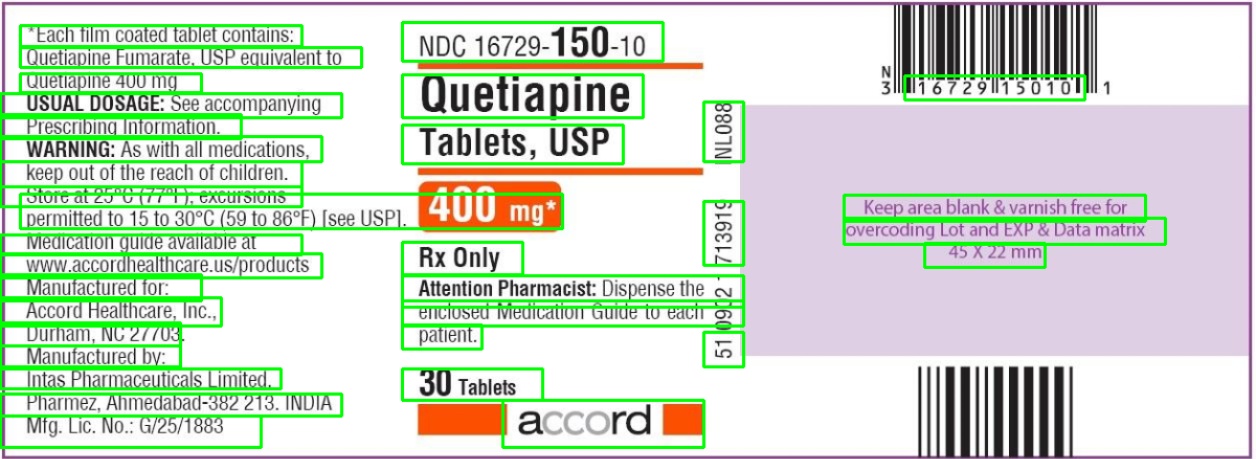 *Each film coated tablet contains:
Quetiapine Fumarate, USP equivalent to
Quetiapine 400 mg
USUAL DOSAGE: See accompanying
Prescribing Information.
WARNING: As with all medications,
keep out of the reach of children.
Store at 25°C (77°F); excursions
permitted to 15 to 30°C (59 to 86°F) [see USP].
Medication guide available at
www.accordhealthcare.us/products
Manufactured for:
Accord Healthcare, Inc.,
Durham, NC 27703.
Manufactured by:
Intas Pharmaceuticals Limited,
Pharmez, Ahmedabad-382 213. INDIA
Mfg. Lic. No.: G/25/1883
NDC 16729-150-10
Quetiapine
Tablets, USP
400 mg*
Rx Only
Attention Pharmacist: Dispense the
enclosed Medication Guide to each
patient.
30 Tablets
accord
713919
INL088
N
3 16729 15010 1
Keep area blank & varnish free for
overcoding Lot and EXP & Data matrix
45 X 22 mm